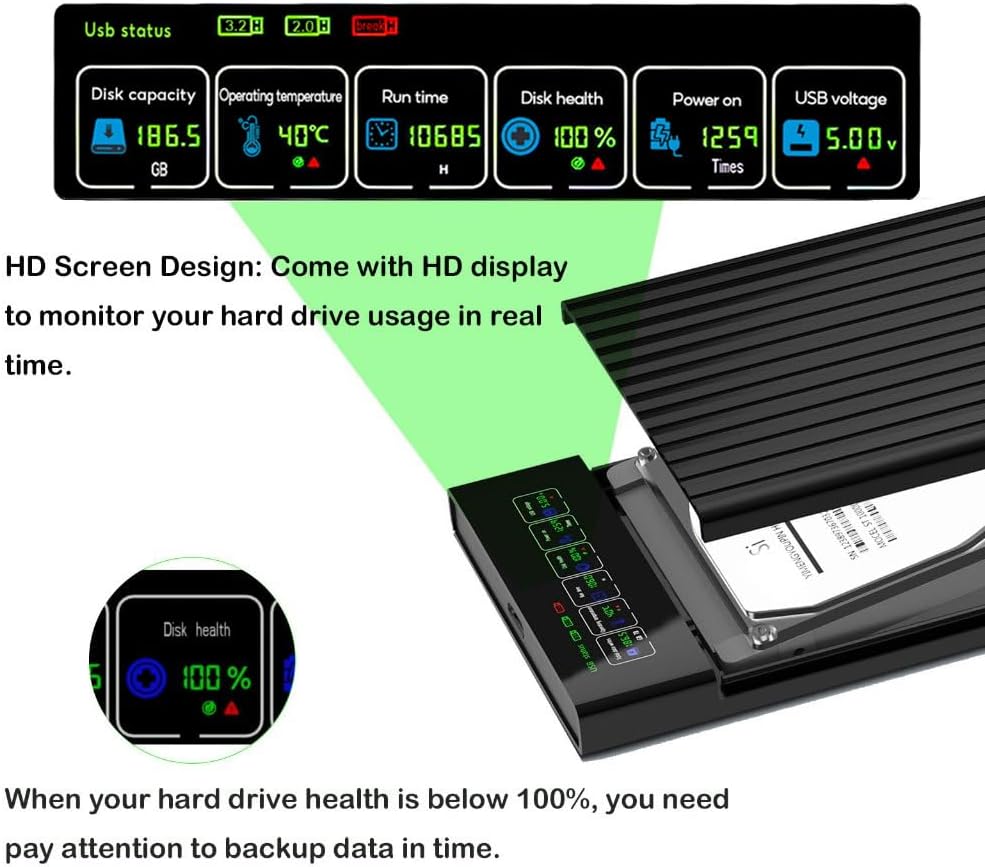 Usb status 3.2 2.0 break
Disk capacity Operating temperature Run time Disk health Power on USB voltage
186.5 40°C 10685 100 % 1259 5.00 v
GB H Times
HD Screen Design: Come with HD display
to monitor your hard drive usage in real
time.
Disk health
100 %
When your hard drive health is below 100%, you need
pay attention to backup data in time.